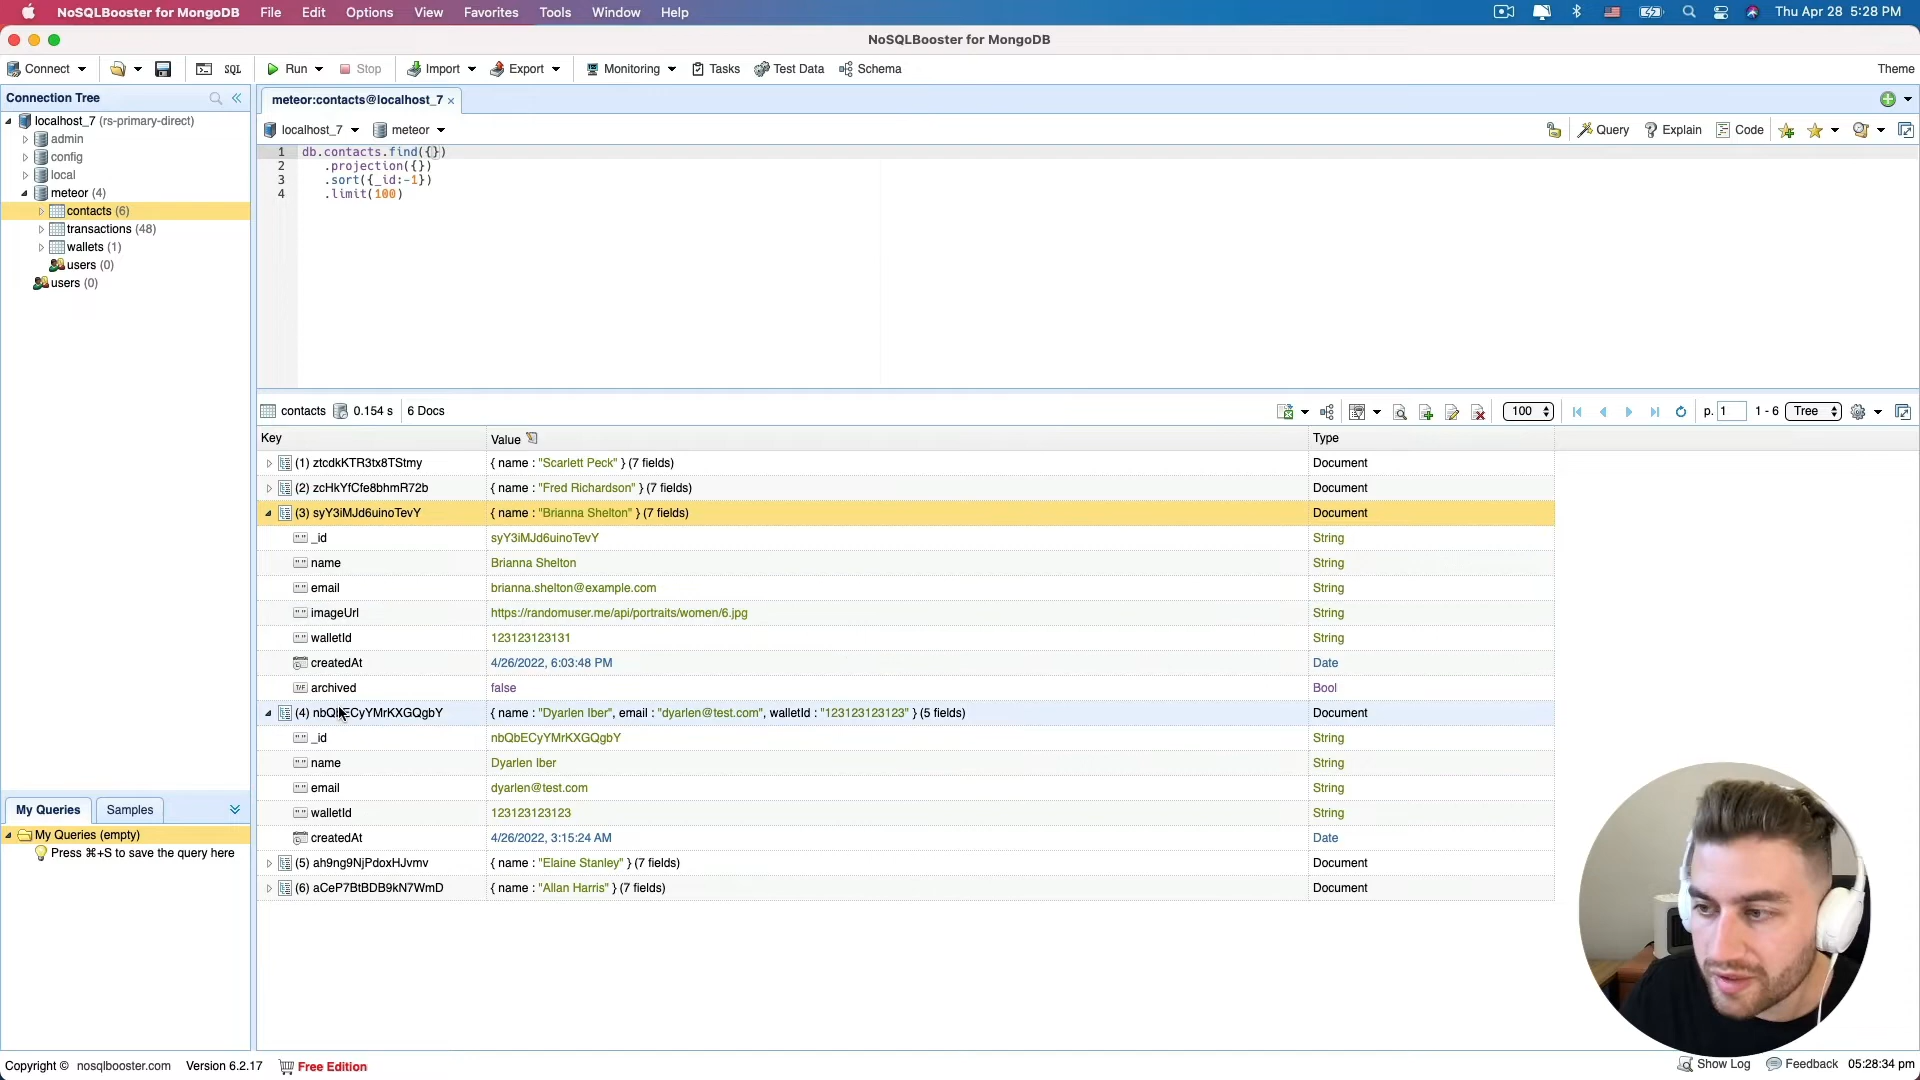 NoSQLBooster for MongoDB File Edit Options View Favorites Tools Window Help Thu Apr 28 5:28 PM
NoSQLBooster for MongoDB
Connect SQL Run Stop Import Export Monitoring Tasks Test Data Schema Theme
Connection Tree
localhost_7 (rs-primary-direct)
admin
config
local
meteor (4)
contacts (6)
transactions (48)
wallets (1)
users (0)
users (0)
meteor:contacts@localhost_7
localhost_7 meteor Query Explain Code
1 db.contacts.find({})
2 .projection({})
3 .sort({_id:-1})
4 .limit(100)
contacts 0.154 s 6 Docs 100 p. 1 1 - 6 Tree
Key Value Type
(1) ztcdkKTR3tx8TStmy { name : "Scarlett Peck" } (7 fields) Document
(2) zcHkYfCfe8bhmR72b { name : "Fred Richardson" } (7 fields) Document
(3) syY3iMJd6uinoTevY { name : "Brianna Shelton" } (7 fields) Document
_id syY3iMJd6uinoTevY String
name Brianna Shelton String
email brianna.shelton@example.com String
imageUrl https://randomuser.me/api/portraits/women/6.jpg String
walletId 123123123131 String
createdAt 4/26/2022, 6:03:48 PM Date
archived false Bool
(4) nbQbECyYMrKXGQgbY { name : "Dyarlen Iber", email : "dyarlen@test.com", walletId : "123123123123" } (5 fields) Document
_id nbQbECyYMrKXGQgbY String
name Dyarlen Iber String
email dyarlen@test.com String
walletId 123123123123 String
createdAt 4/26/2022, 3:15:24 AM Date
(5) ah9ng9NjPdoxHJvmv { name : "Elaine Stanley" } (7 fields) Document
(6) aCeP7BtBDB9kN7WmD { name : "Allan Harris" } (7 fields) Document
My Queries Samples
My Queries (empty)
Press ⌘+S to save the query here
Copyright © nosqlbooster.com Version 6.2.17 Free Edition Show Log Feedback 05:28:34 pm